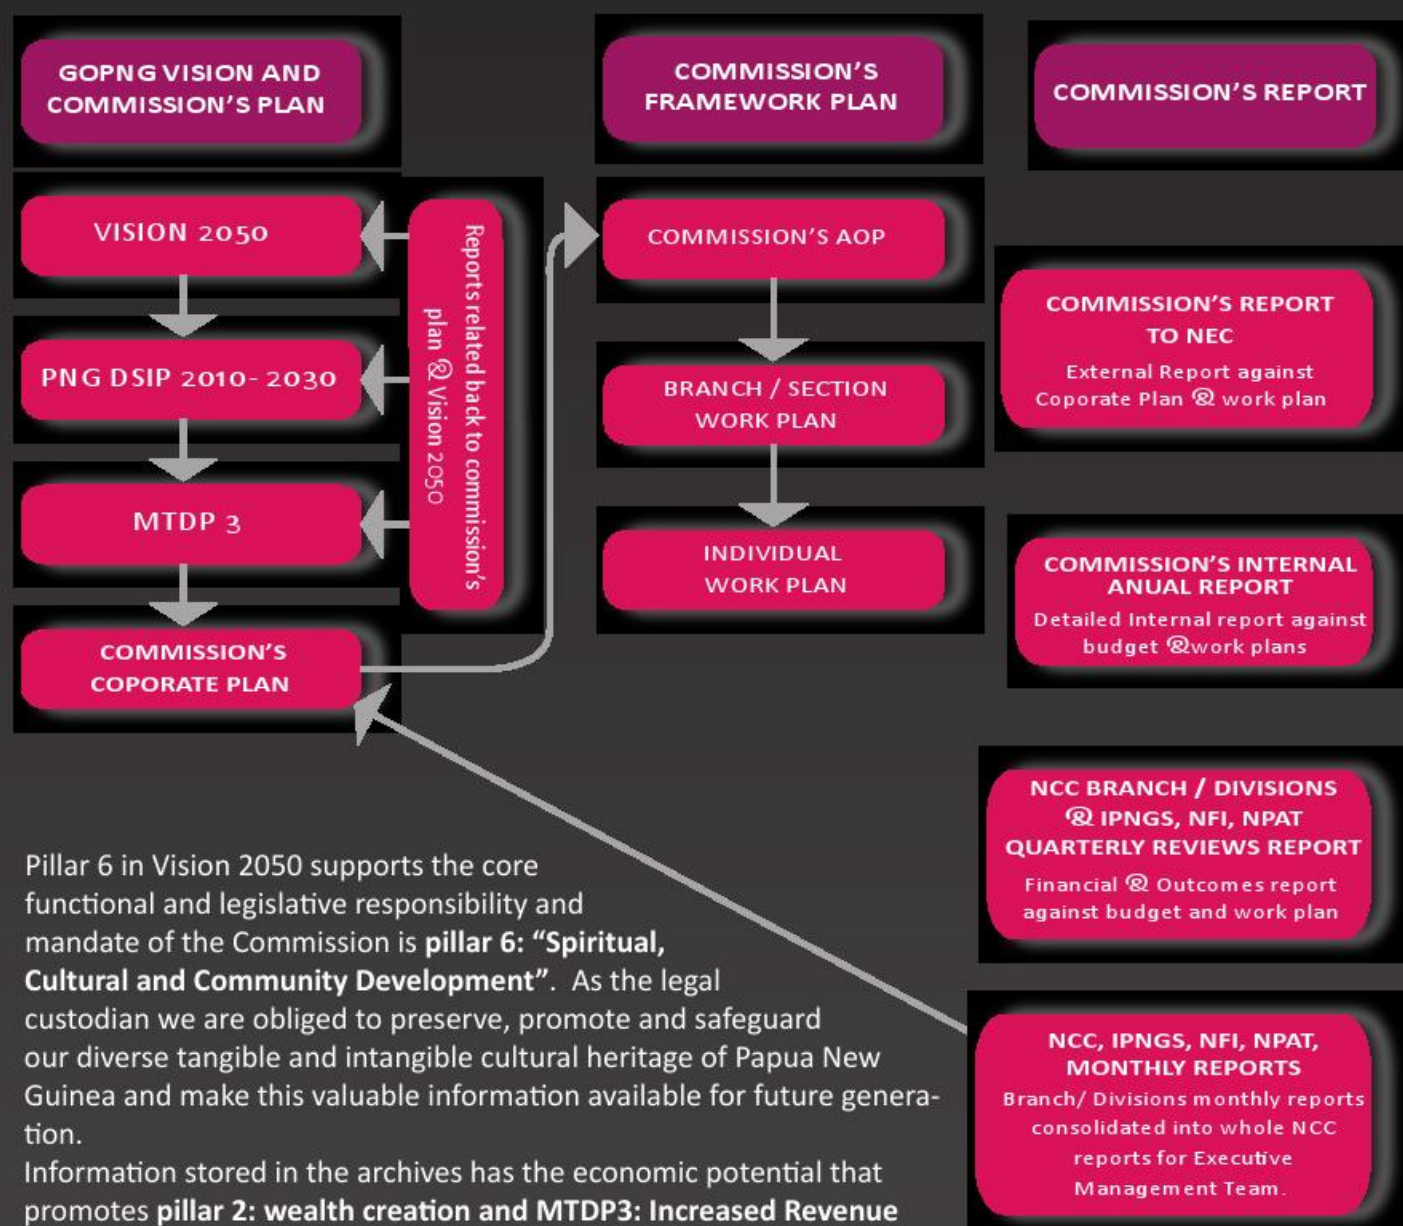 GOPNG VISION AND
COMMISSION'S PLAN
VISION 2050
PNG DSIP 2010- 2030
MTDP 3
COMMISSION'S
COPORATE PLAN
Reports related back to commission's
plan & Vision 2050
COMMISSION'S
FRAMEWORK PLAN
COMMISSION'S AOP
BRANCH / SECTION
WORK PLAN
INDIVIDUAL
WORK PLAN
COMMISSION'S REPORT
COMMISSION'S REPORT
TO NEC
External Report against
Coporate Plan & work plan
COMMISSION'S INTERNAL
ANUAL REPORT
Detailed Internal report against
budget &work plans
NCC BRANCH / DIVISIONS
& IPNGS, NFI, NPAT
QUARTERLY REVIEWS REPORT
Financial & Outcomes report
against budget and work plan
NCC, IPNGS, NFI, NPAT,
MONTHLY REPORTS
Branch/ Divisions monthly reports
consolidated into whole NCC
reports for Executive
Management Team.
Pillar 6 in Vision 2050 supports the core
functional and legislative responsibility and
mandate of the Commission is pillar 6: “Spiritual,
Cultural and Community Development”. As the legal
custodian we are obliged to preserve, promote and safeguard
our diverse tangible and intangible cultural heritage of Papua New
Guinea and make this valuable information available for future genera-
tion.
Information stored in the archives has the economic potential that
promotes pillar 2: wealth creation and MTDP3: Increased Revenue